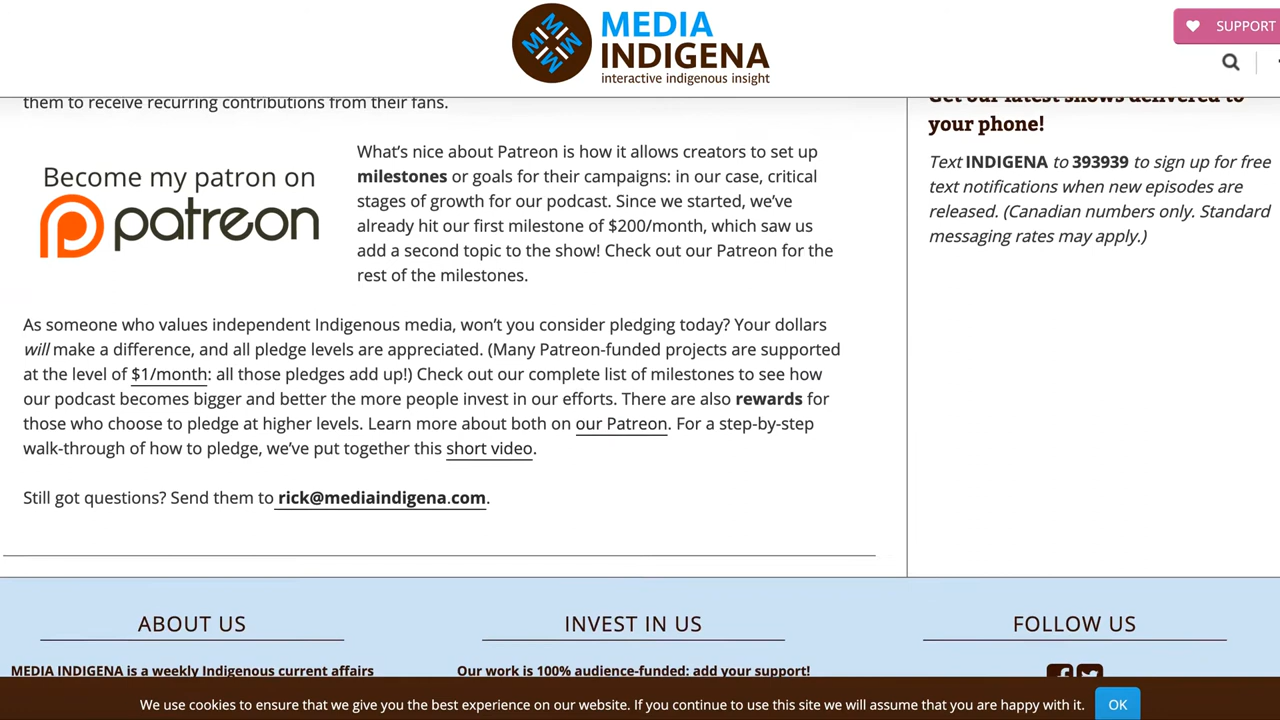 MEDIA
INDIGENA
interactive indigenous insight
SUPPORT
them to receive recurring contributions from their fans.
Become my patron on
patreon
What's nice about Patreon is how it allows creators to set up
milestones or goals for their campaigns: in our case, critical
stages of growth for our podcast. Since we started, we've
already hit our first milestone of $200/month, which saw us
add a second topic to the show! Check out our Patreon for the
rest of the milestones.
As someone who values independent Indigenous media, won't you consider pledging today? Your dollars
will make a difference, and all pledge levels are appreciated. (Many Patreon-funded projects are supported
at the level of $1/month: all those pledges add up!) Check out our complete list of milestones to see how
our podcast becomes bigger and better the more people invest in our efforts. There are also rewards for
those who choose to pledge at higher levels. Learn more about both on our Patreon. For a step-by-step
walk-through of how to pledge, we've put together this short video.
Still got questions? Send them to rick@mediaindigena.com.
Get our latest shows delivered to
your phone!
Text INDIGENA to 393939 to sign up for free
text notifications when new episodes are
released. (Canadian numbers only. Standard
messaging rates may apply.)
ABOUT US
MEDIA INDIGENA is a weekly Indigenous current affairs
INVEST IN US
Our work is 100% audience-funded: add your support!
FOLLOW US
We use cookies to ensure that we give you the best experience on our website. If you continue to use this site we will assume that you are happy with it.
OK